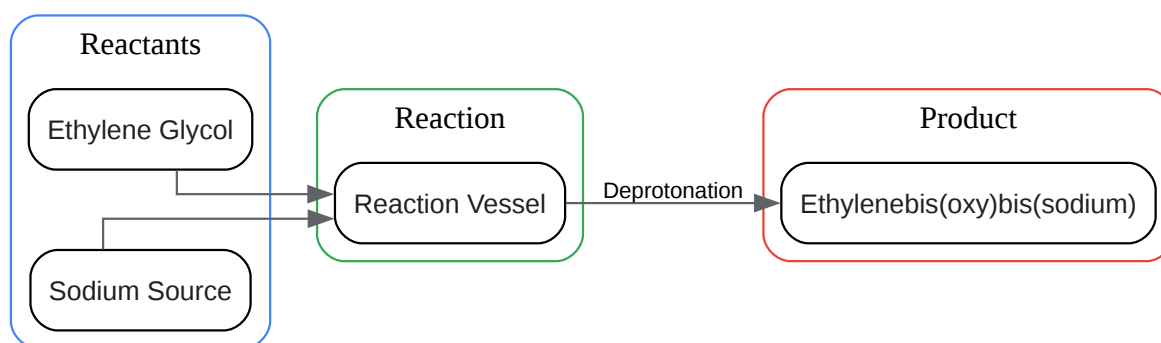 Reactants
Ethylene Glycol
Sodium Source
Reaction
Reaction Vessel
Deprotonation
Product
Ethylenebis(oxy)bis(sodium)